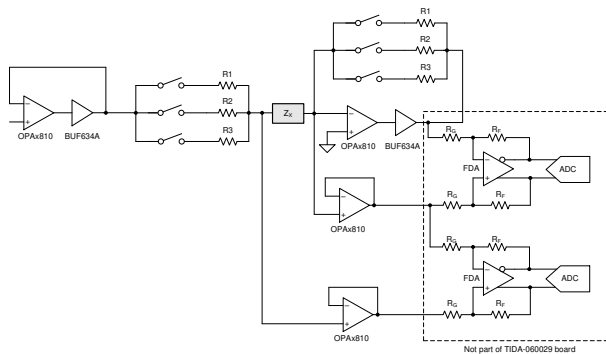 R1
R2
R3
R1
R2
R3
ZX
−
+
OPAx810
BUF634A
−
+
OPAx810
BUF634A
RG
RF
FDA
−
+
ADC
RG
RF
−
+
OPAx810
RG
RF
FDA
−
+
ADC
RG
RF
−
+
OPAx810
Not part of TIDA-060029 board